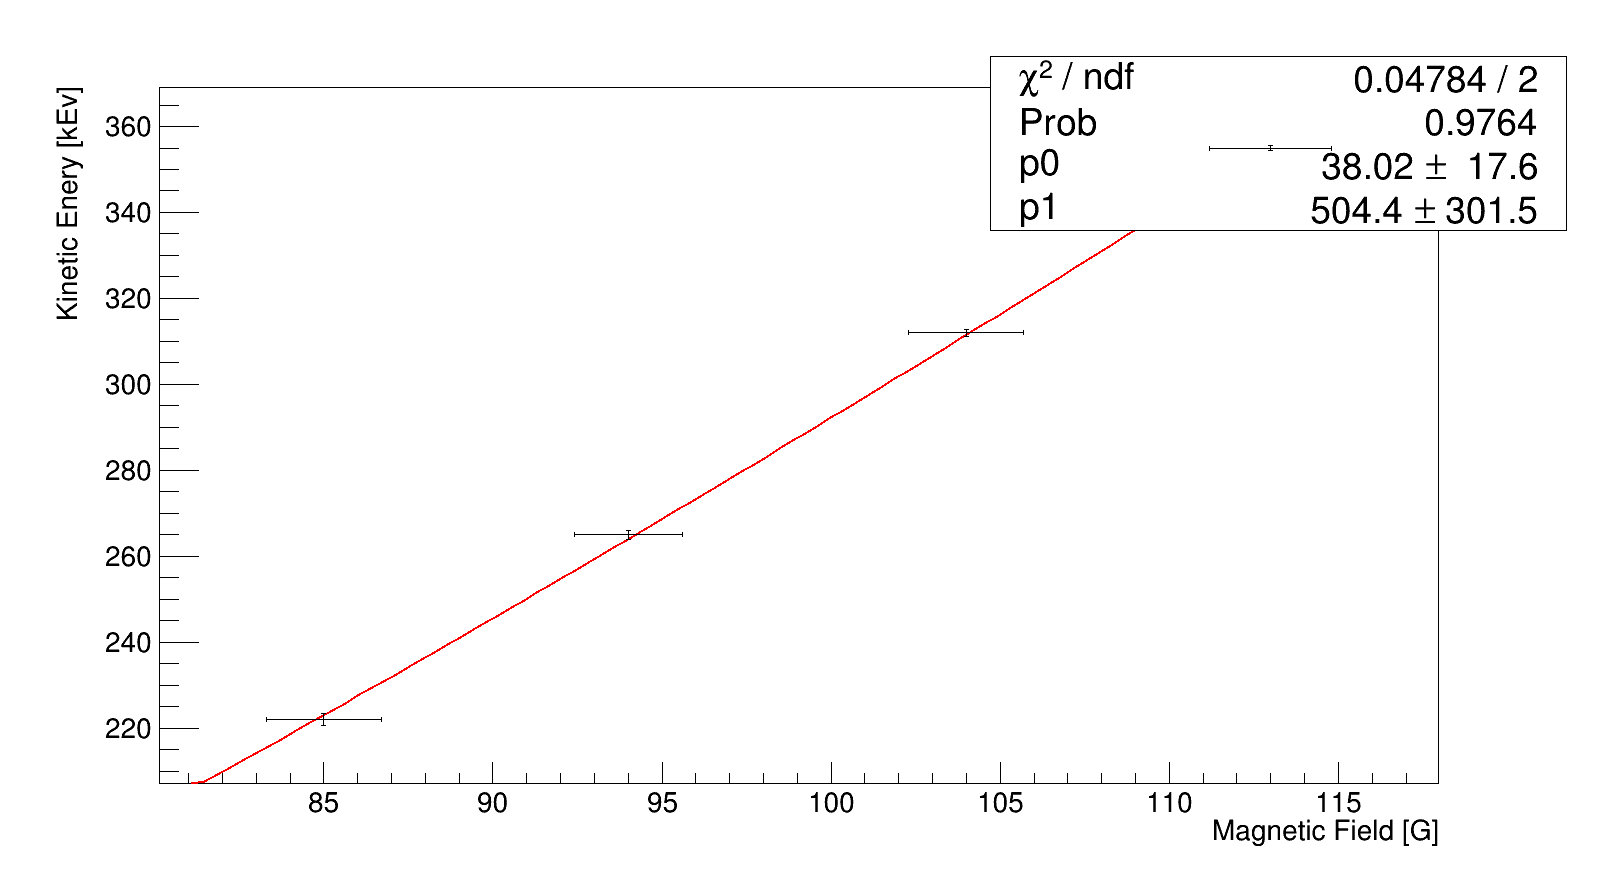 χ² / ndf 0.04784 / 2
Prob 0.9764
p0 38.02 ± 17.6
p1 504.4 ± 301.5
Kinetic Enery [kEv]
360
340
320
300
280
260
240
220
85 90 95 100 105 110 115
Magnetic Field [G]